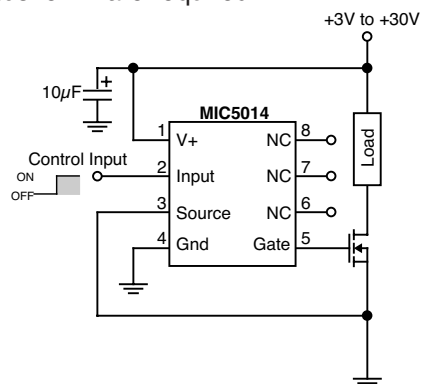 +3V to +30V
10µF
+
MIC5014
Control Input
ON
OFF
1 V+ NC 8
2 Input NC 7
3 Source NC 6
4 Gnd Gate 5
Load